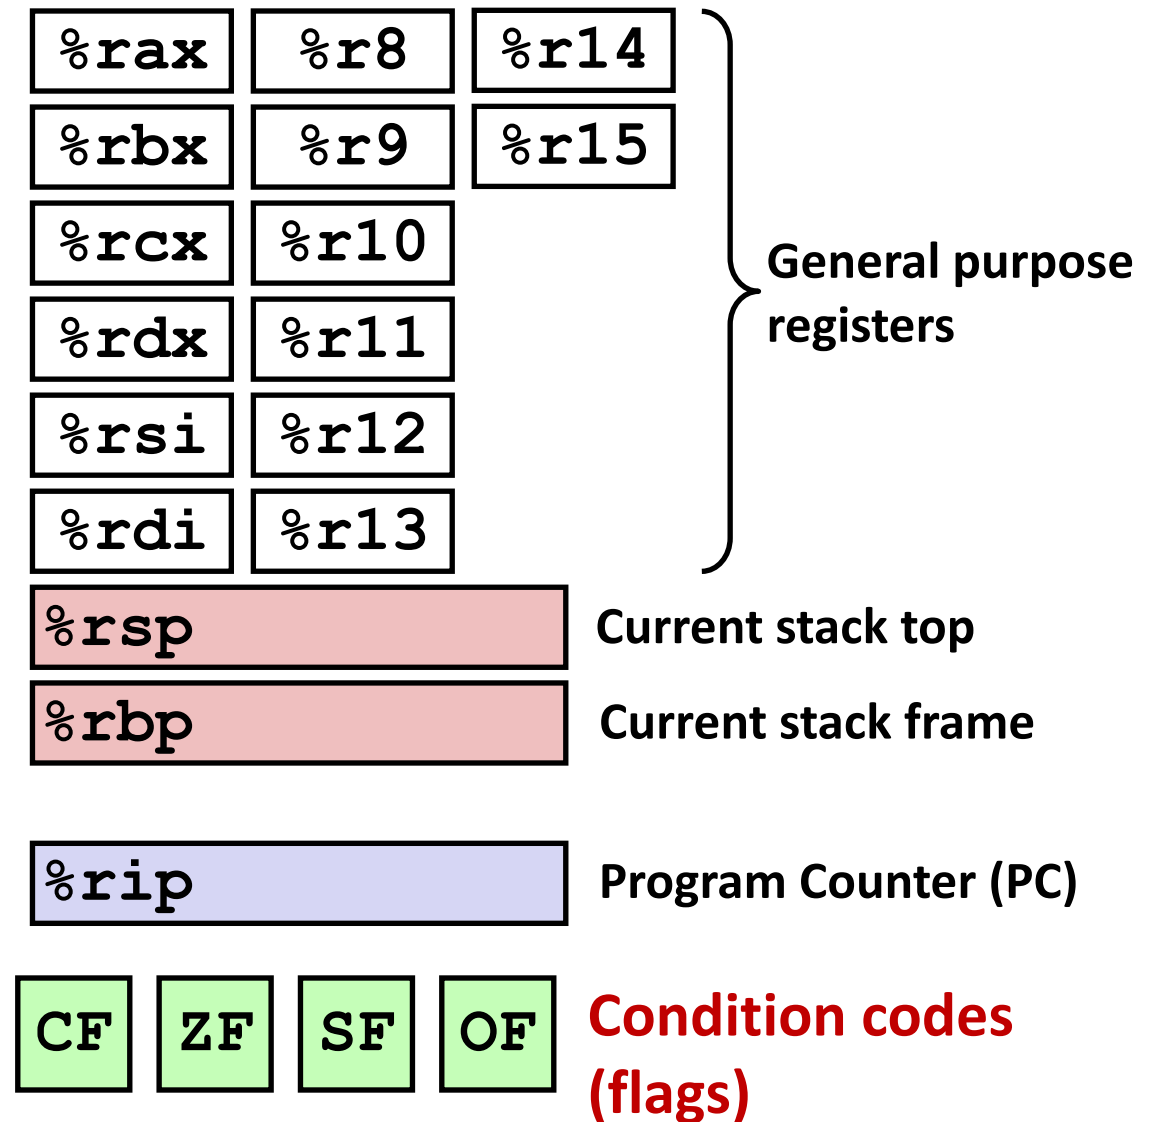 %rax %r8 %r14
%rbx %r9 %r15
%rcx %r10
%rdx %r11
%rsi %r12
%rdi %r13
General purpose
registers
%rsp Current stack top
%rbp Current stack frame
%rip Program Counter (PC)
CF ZF SF OF Condition codes
(flags)